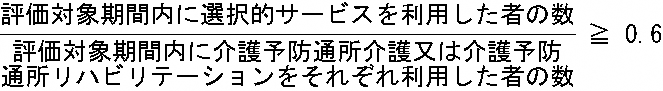 評価対象期間内に選択的サービスを利用した者の数
≧ 0.6
評価対象期間内に介護予防通所介護又は介護予防
通所リハビリテーションをそれぞれ利用した者の数